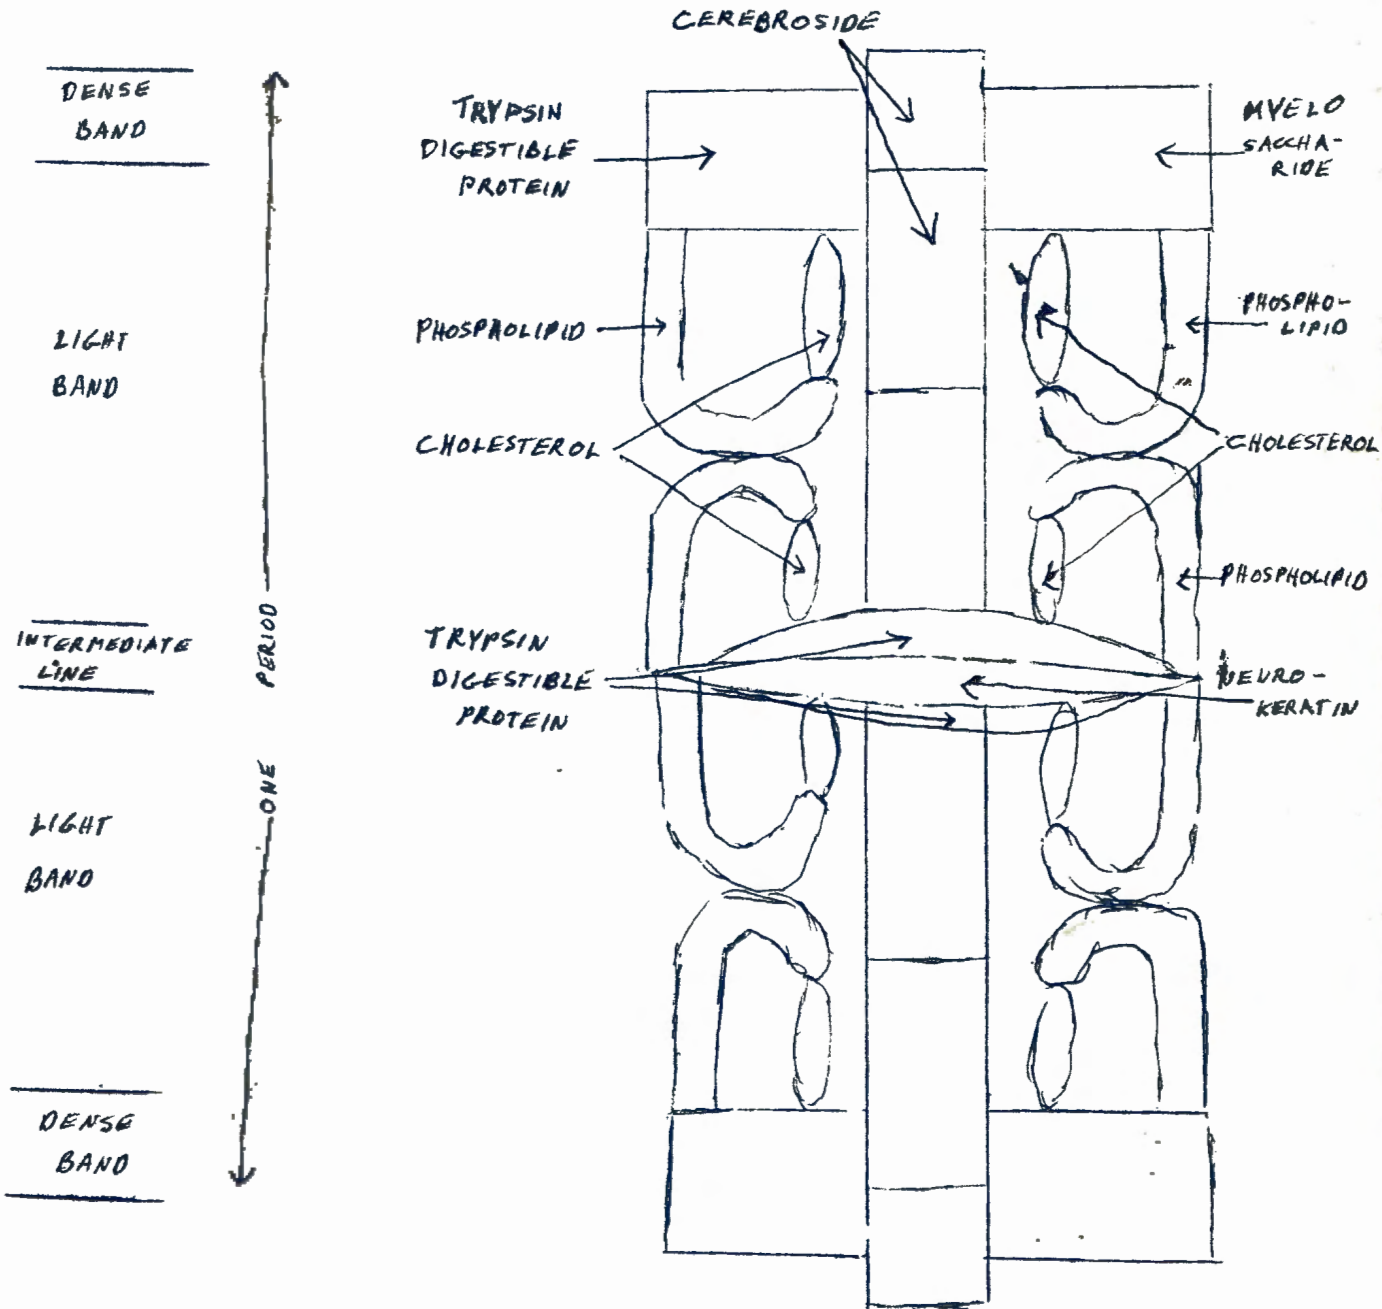 CEREBROSIDE
DENSE
BAND
TRYPSIN
DIGESTIBLE
PROTEIN
MYELO
SACCHA-
RIDE
LIGHT
BAND
PHOSPHOLIPID
PHOSPHO-
LIPID
CHOLESTEROL
CHOLESTEROL
PHOSPHOLIPID
INTERMEDIATE
LINE
ONE PERIOD
TRYPSIN
DIGESTIBLE
PROTEIN
NEURO-
KERATIN
LIGHT
BAND
DENSE
BAND